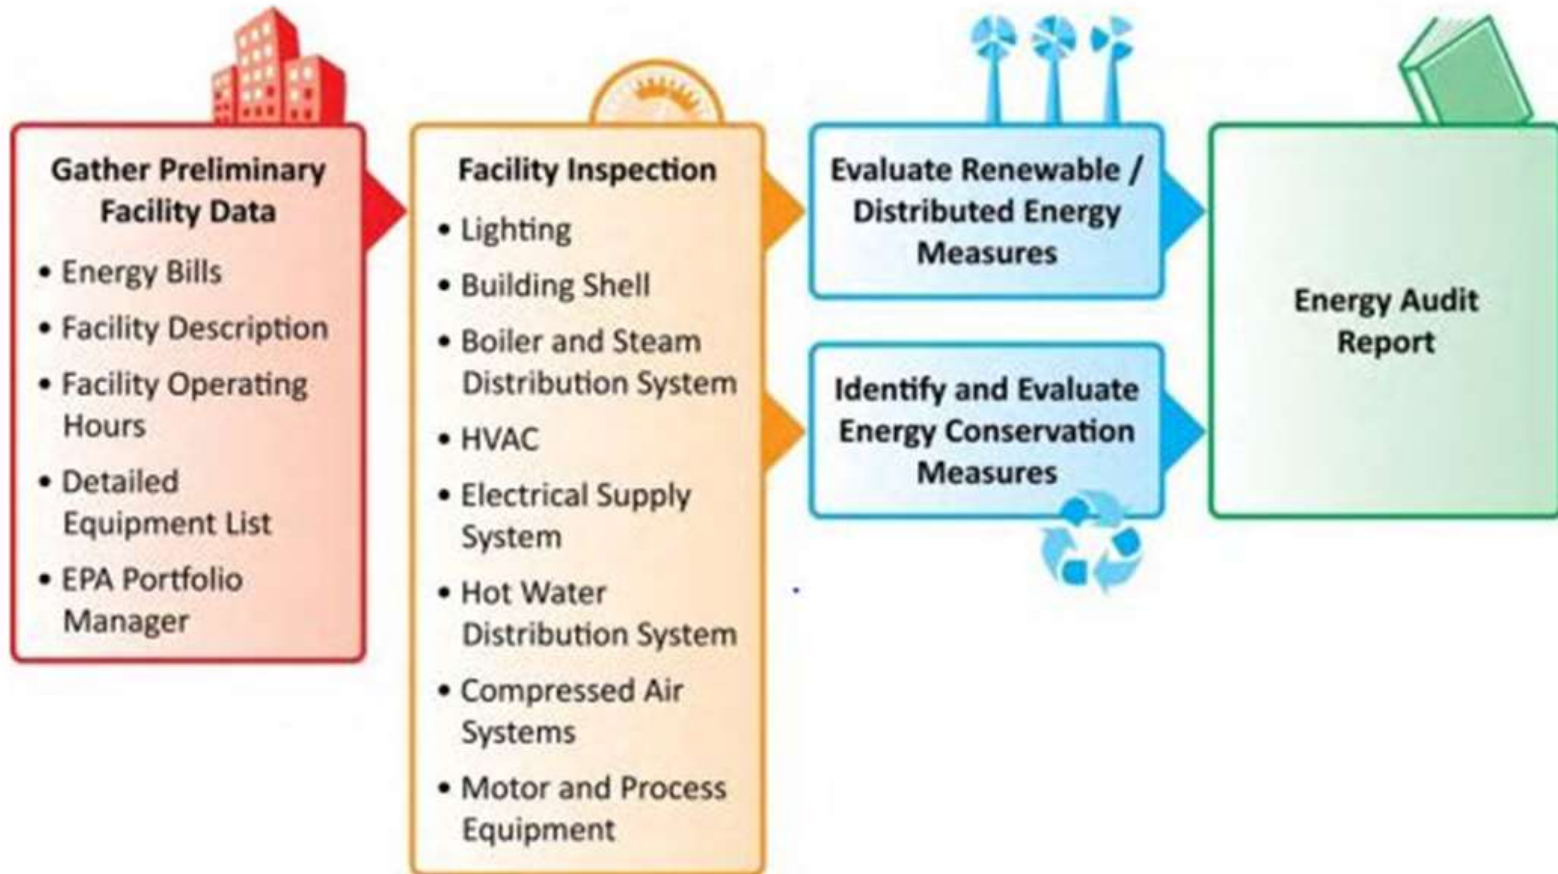 Gather Preliminary
Facility Data
• Energy Bills
• Facility Description
• Facility Operating
Hours
• Detailed
Equipment List
• EPA Portfolio
Manager
Facility Inspection
• Lighting
• Building Shell
• Boiler and Steam
Distribution System
• HVAC
• Electrical Supply
System
• Hot Water
Distribution System
• Compressed Air
Systems
• Motor and Process
Equipment
Evaluate Renewable /
Distributed Energy
Measures
Identify and Evaluate
Energy Conservation
Measures
Energy Audit
Report